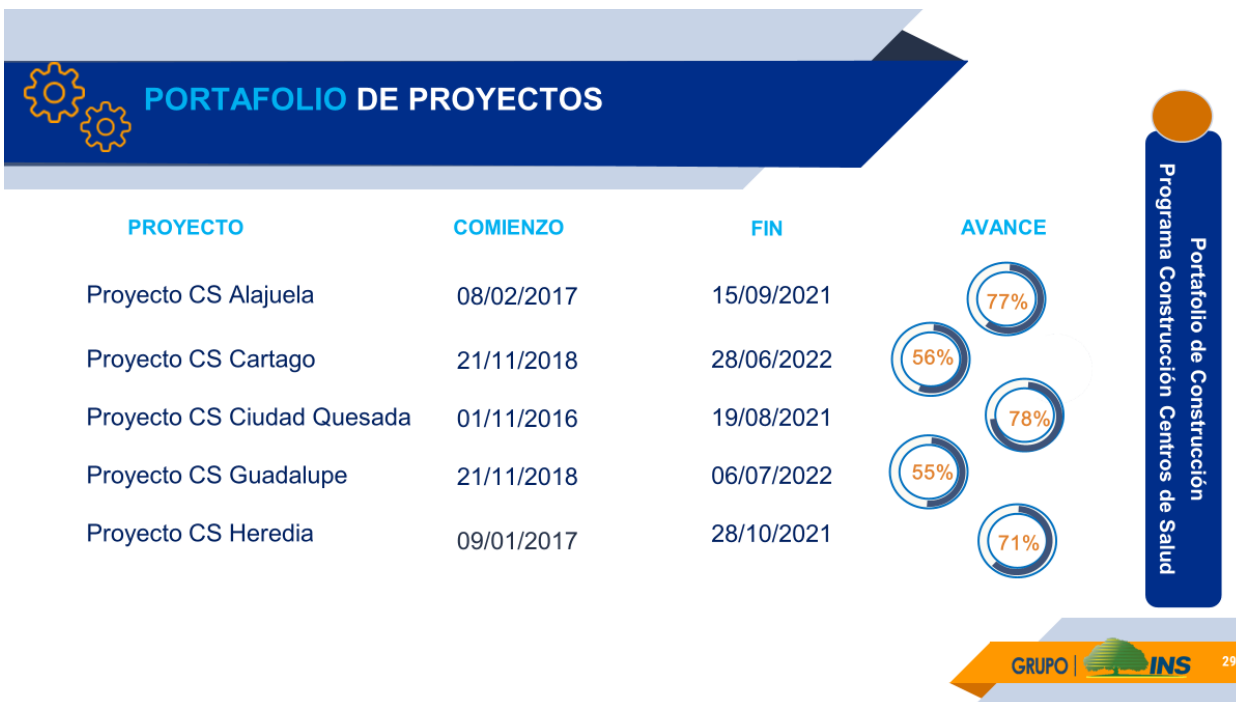 PORTAFOLIO DE PROYECTOS
PROYECTO COMIENZO FIN AVANCE
Proyecto CS Alajuela 08/02/2017 15/09/2021 77%
Proyecto CS Cartago 21/11/2018 28/06/2022 56%
Proyecto CS Ciudad Quesada 01/11/2016 19/08/2021 78%
Proyecto CS Guadalupe 21/11/2018 06/07/2022 55%
Proyecto CS Heredia 09/01/2017 28/10/2021 71%
Portafolio de Construcción
Programa Construcción Centros de Salud
GRUPO INS 29